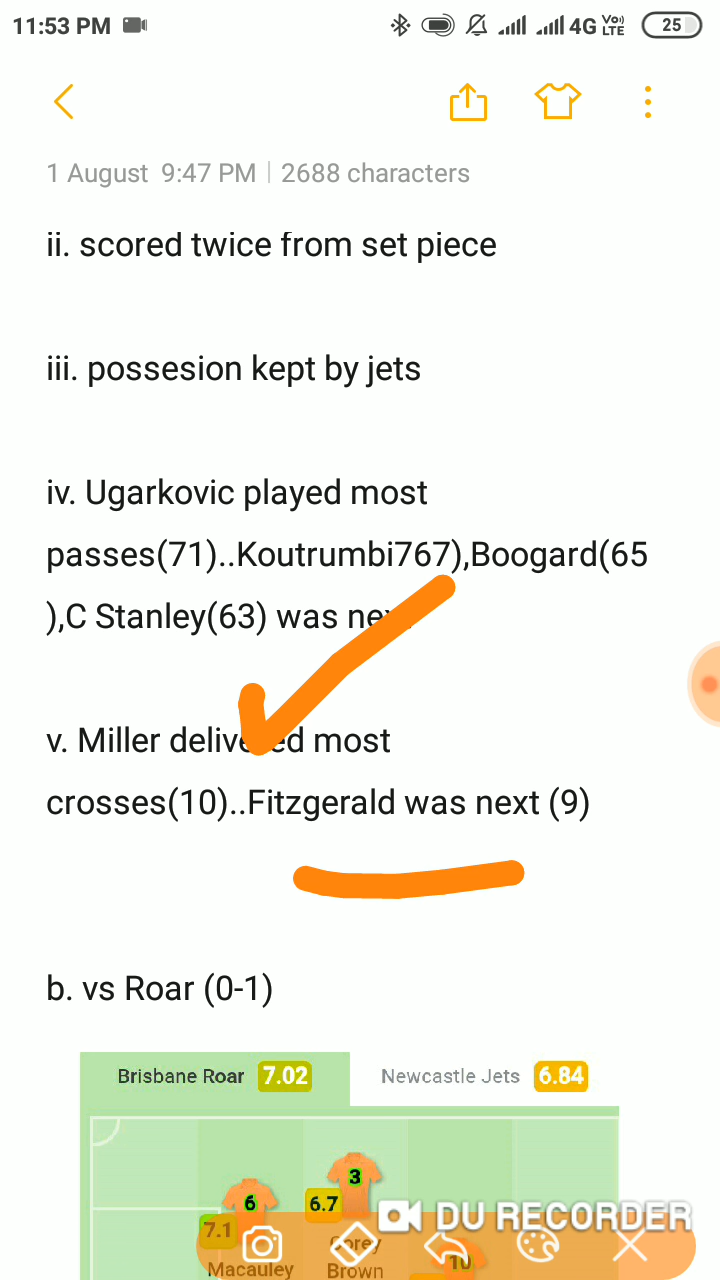 11:53 PM
4G Vo)) LTE 25
1 August 9:47 PM | 2688 characters
ii. scored twice from set piece
iii. possesion kept by jets
iv. Ugarkovic played most
passes(71)..Koutrumbi767),Boogard(65
),C Stanley(63) was
v. Miller delivered most
crosses(10)..Fitzgerald was next (9)
b. vs Roar (0-1)
Brisbane Roar 7.02 Newcastle Jets 6.84
3
6 6.7
7.1
DU RECORDER
10
Macauley Corey
Brown